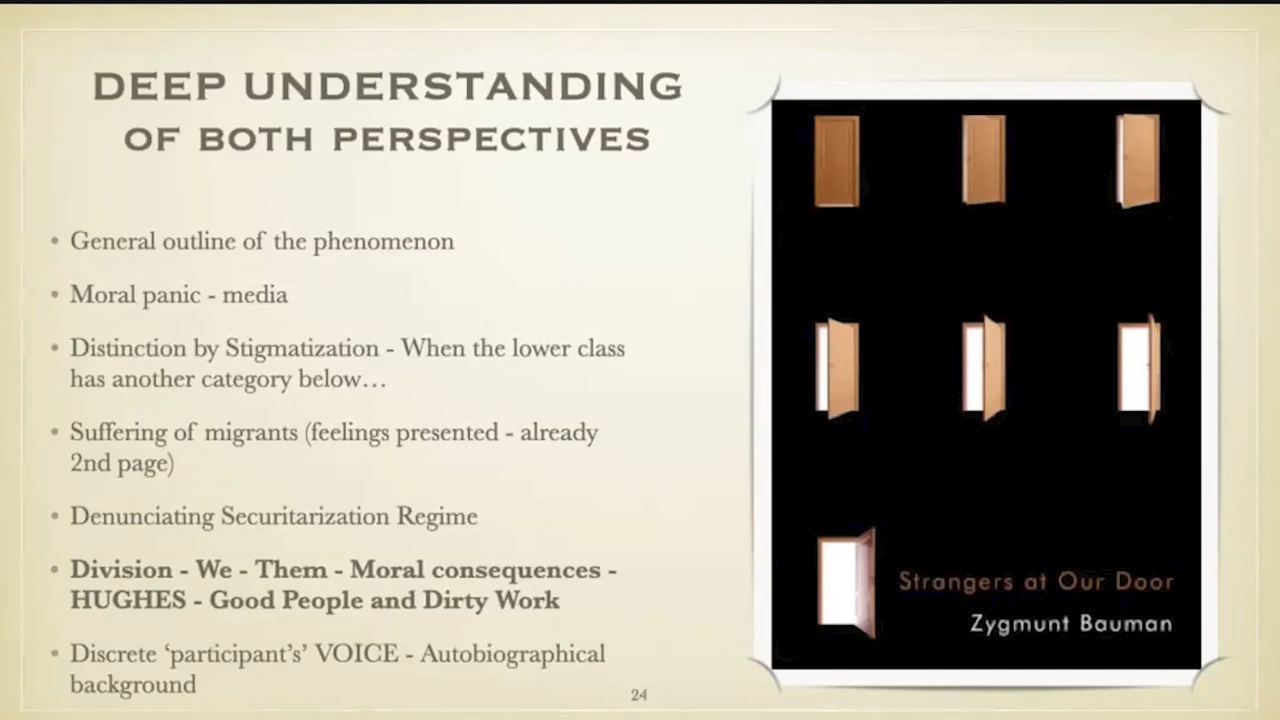 DEEP UNDERSTANDING
OF BOTH PERSPECTIVES
• General outline of the phenomenon
• Moral panic - media
• Distinction by Stigmatization - When the lower class
has another category below…
• Suffering of migrants (feelings presented - already
2nd page)
• Denunciating Securitarization Regime
• Division - We - Them - Moral consequences -
HUGHES - Good People and Dirty Work
• Discrete ‘participant’s’ VOICE - Autobiographical
background
Strangers at Our Door
Zygmunt Bauman
24